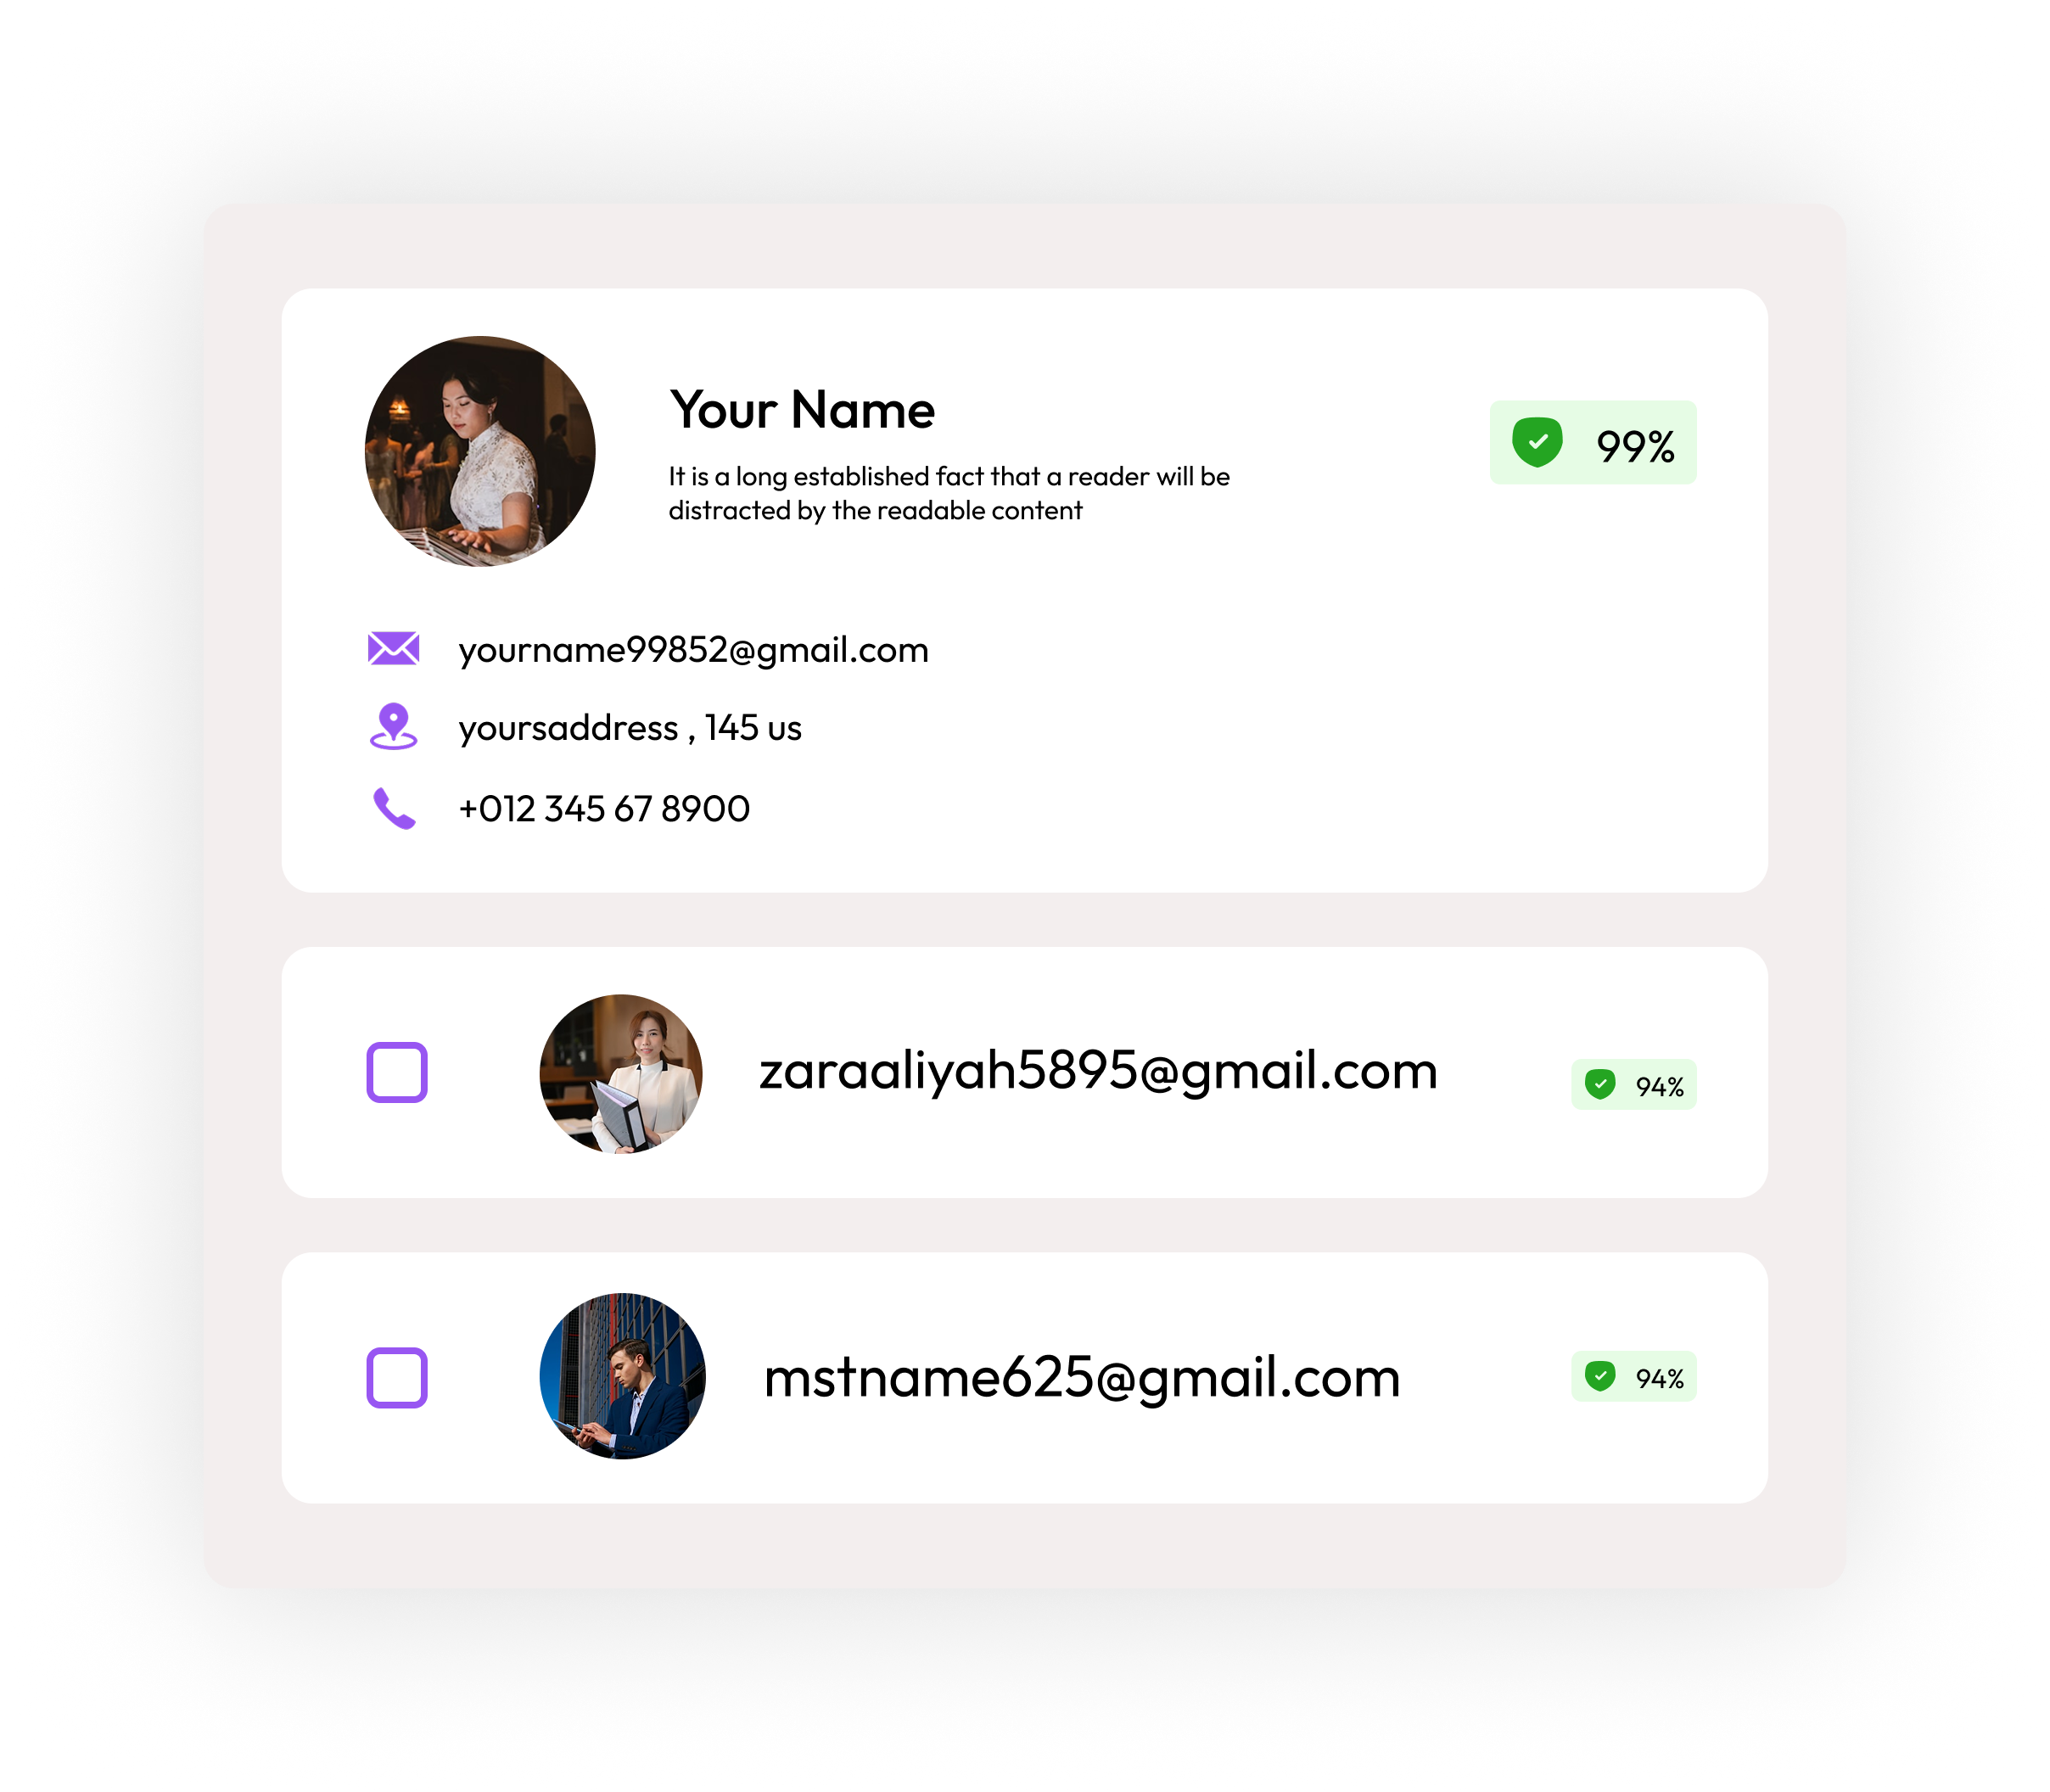 Your Name
It is a long established fact that a reader will be
distracted by the readable content
99%
yourname99852@gmail.com
yoursaddress , 145 us
+012 345 67 8900
zaraaliyah5895@gmail.com
94%
mstname625@gmail.com
94%